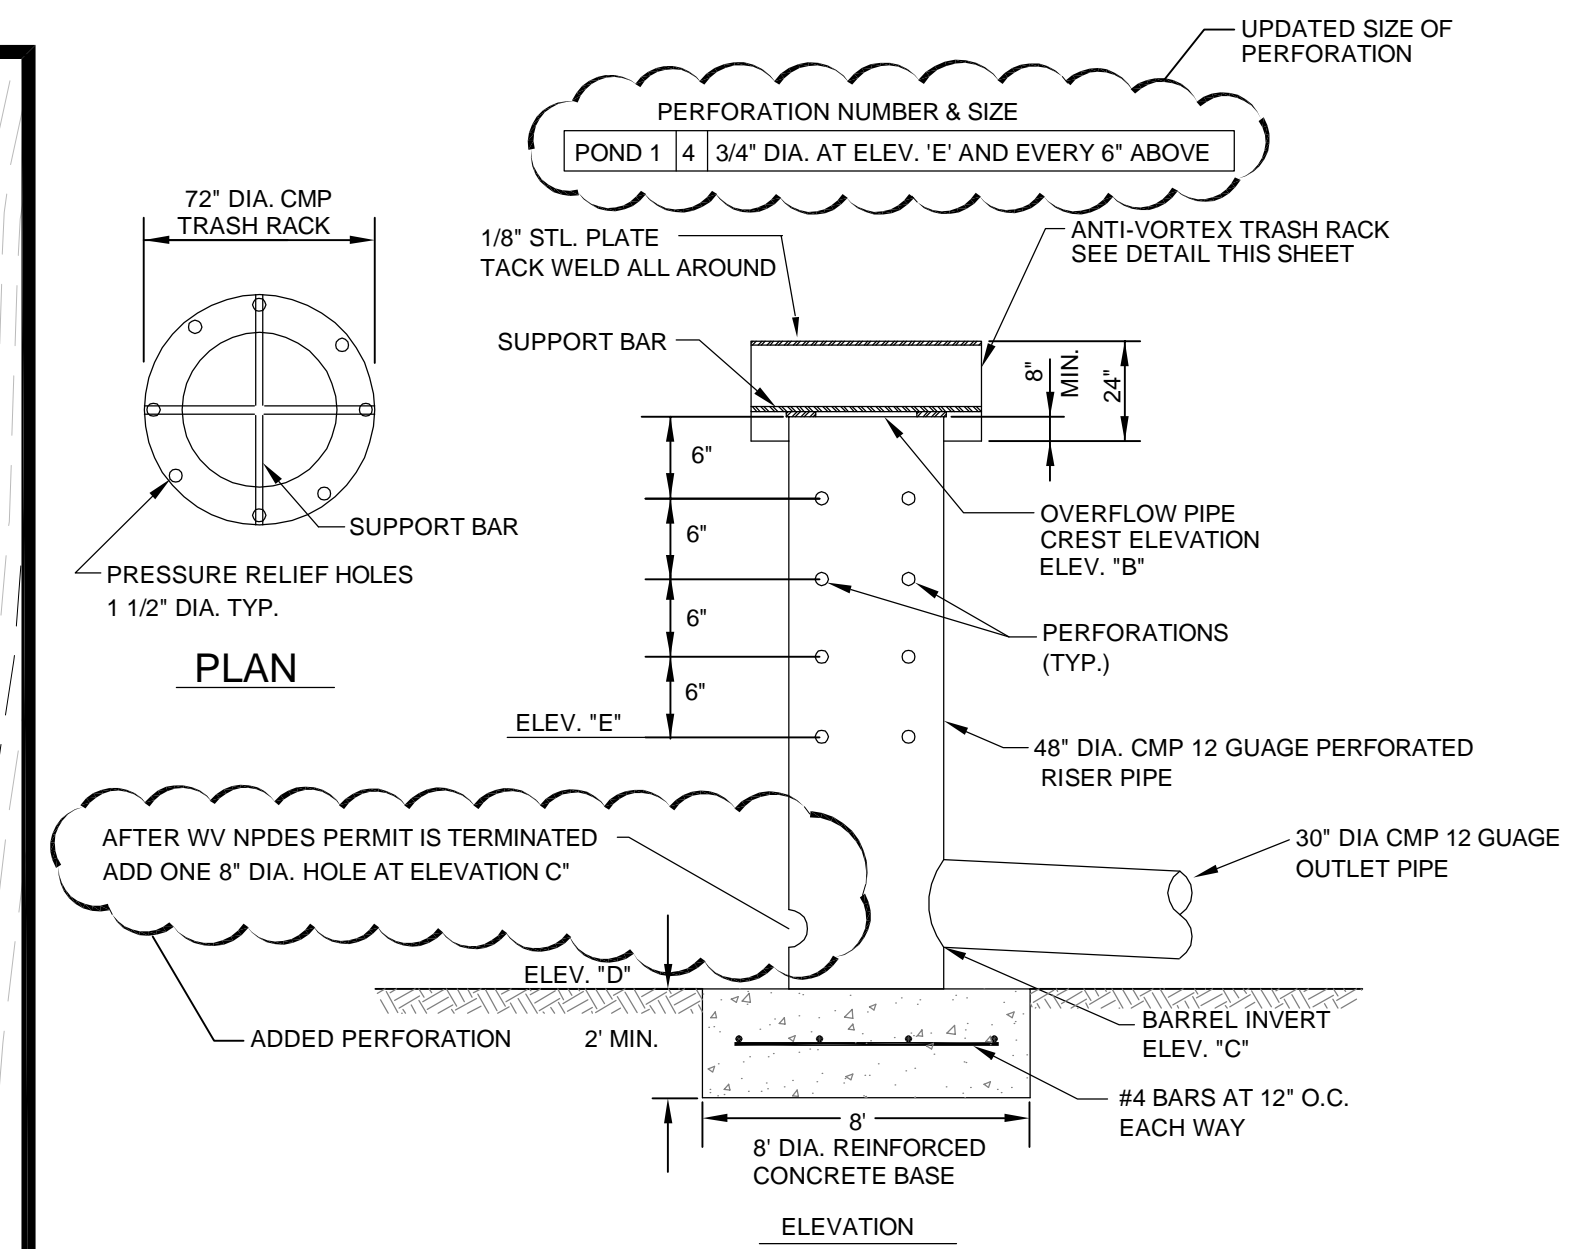 UPDATED SIZE OF
PERFORATION
PERFORATION NUMBER & SIZE
POND 1 4 3/4" DIA. AT ELEV. 'E' AND EVERY 6" ABOVE
72" DIA. CMP
TRASH RACK
1/8" STL. PLATE
TACK WELD ALL AROUND
ANTI-VORTEX TRASH RACK
SEE DETAIL THIS SHEET
SUPPORT BAR
8"
MIN.
24"
6"
6"
6"
6"
SUPPORT BAR
PRESSURE RELIEF HOLES
1 1/2" DIA. TYP.
PLAN
OVERFLOW PIPE
CREST ELEVATION
ELEV. "B"
PERFORATIONS
(TYP.)
ELEV. "E"
48" DIA. CMP 12 GUAGE PERFORATED
RISER PIPE
AFTER WV NPDES PERMIT IS TERMINATED
ADD ONE 8" DIA. HOLE AT ELEVATION C"
30" DIA CMP 12 GUAGE
OUTLET PIPE
ELEV. "D"
ADDED PERFORATION
2' MIN.
BARREL INVERT
ELEV. "C"
#4 BARS AT 12" O.C.
EACH WAY
8'
8' DIA. REINFORCED
CONCRETE BASE
ELEVATION